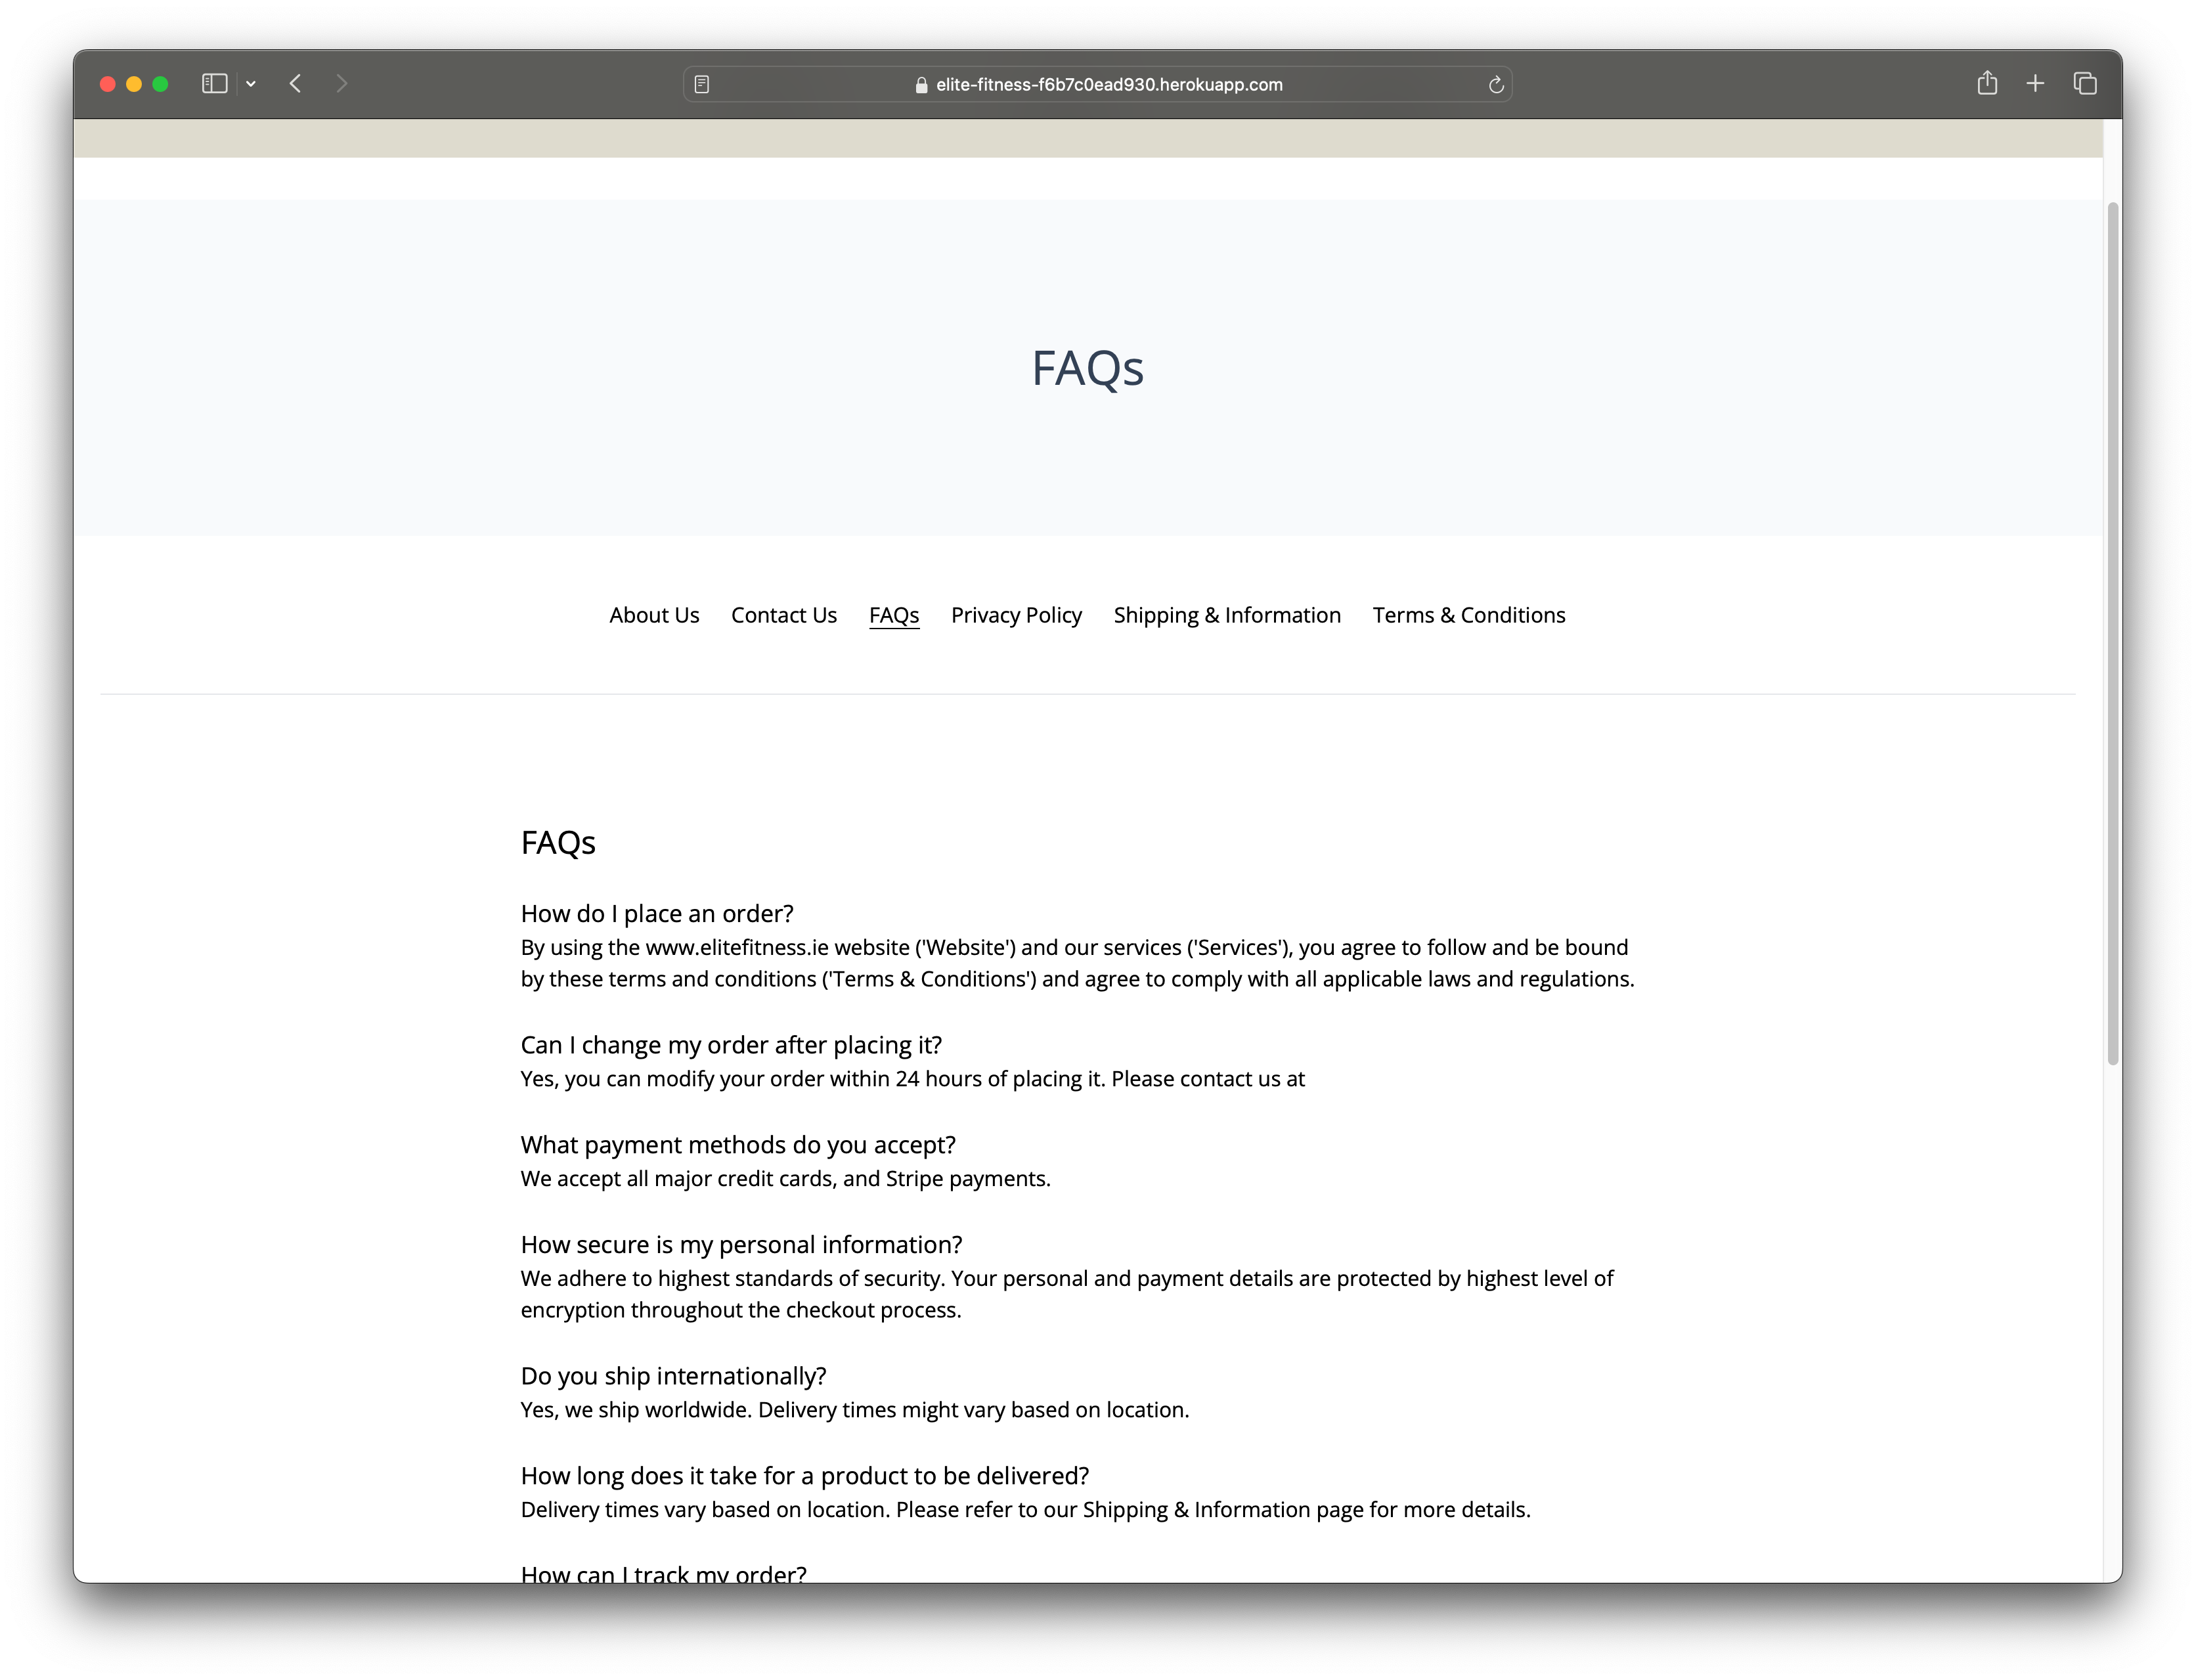 elite-fitness-f6b7c0ead930.herokuapp.com
FAQs
About Us Contact Us FAQs Privacy Policy Shipping & Information Terms & Conditions
FAQs
How do I place an order?
By using the www.elitefitness.ie website ('Website') and our services ('Services'), you agree to follow and be bound
by these terms and conditions ('Terms & Conditions') and agree to comply with all applicable laws and regulations.
Can I change my order after placing it?
Yes, you can modify your order within 24 hours of placing it. Please contact us at
What payment methods do you accept?
We accept all major credit cards, and Stripe payments.
How secure is my personal information?
We adhere to highest standards of security. Your personal and payment details are protected by highest level of
encryption throughout the checkout process.
Do you ship internationally?
Yes, we ship worldwide. Delivery times might vary based on location.
How long does it take for a product to be delivered?
Delivery times vary based on location. Please refer to our Shipping & Information page for more details.
How can I track my order?